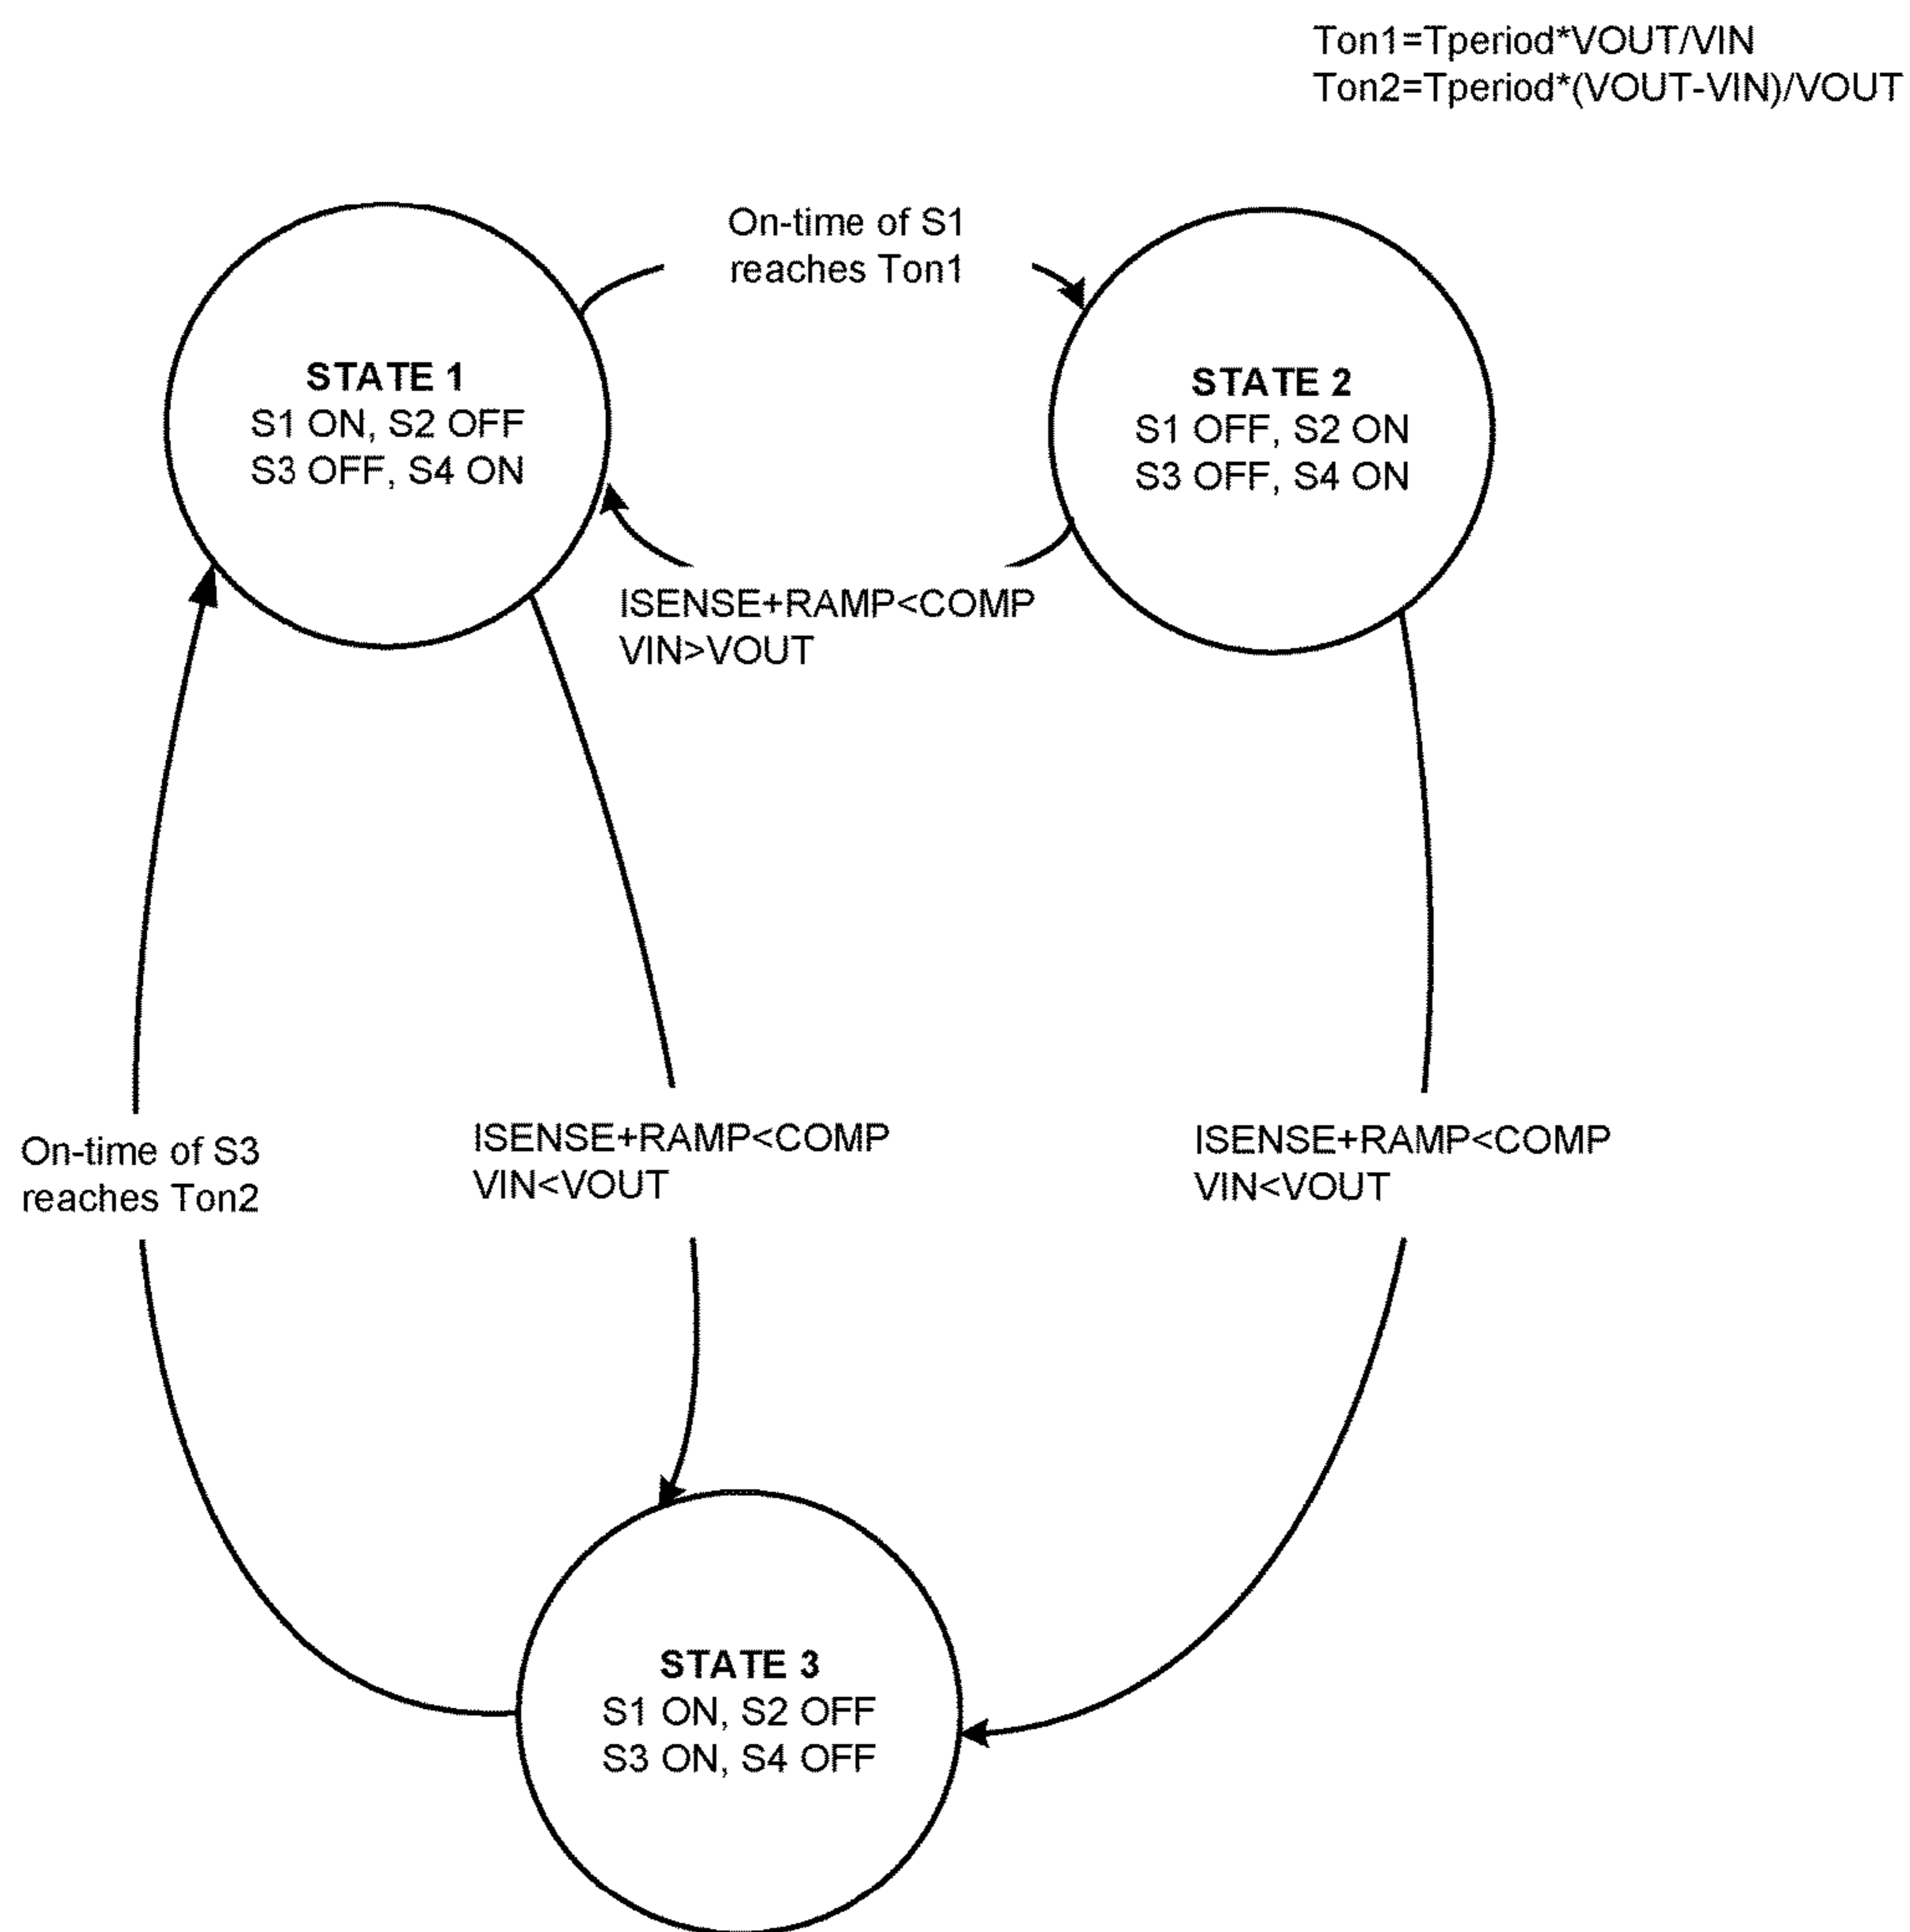 Ton1=Tperiod*VOUT/VIN
Ton2=Tperiod*(VOUT-VIN)/VOUT
On-time of S1
reaches Ton1
STATE 1
S1 ON, S2 OFF
S3 OFF, S4 ON
STATE 2
S1 OFF, S2 ON
S3 OFF, S4 ON
ISENSE+RAMP<COMP
VIN>VOUT
On-time of S3
reaches Ton2
ISENSE+RAMP<COMP
VIN<VOUT
ISENSE+RAMP<COMP
VIN<VOUT
STATE 3
S1 ON, S2 OFF
S3 ON, S4 OFF